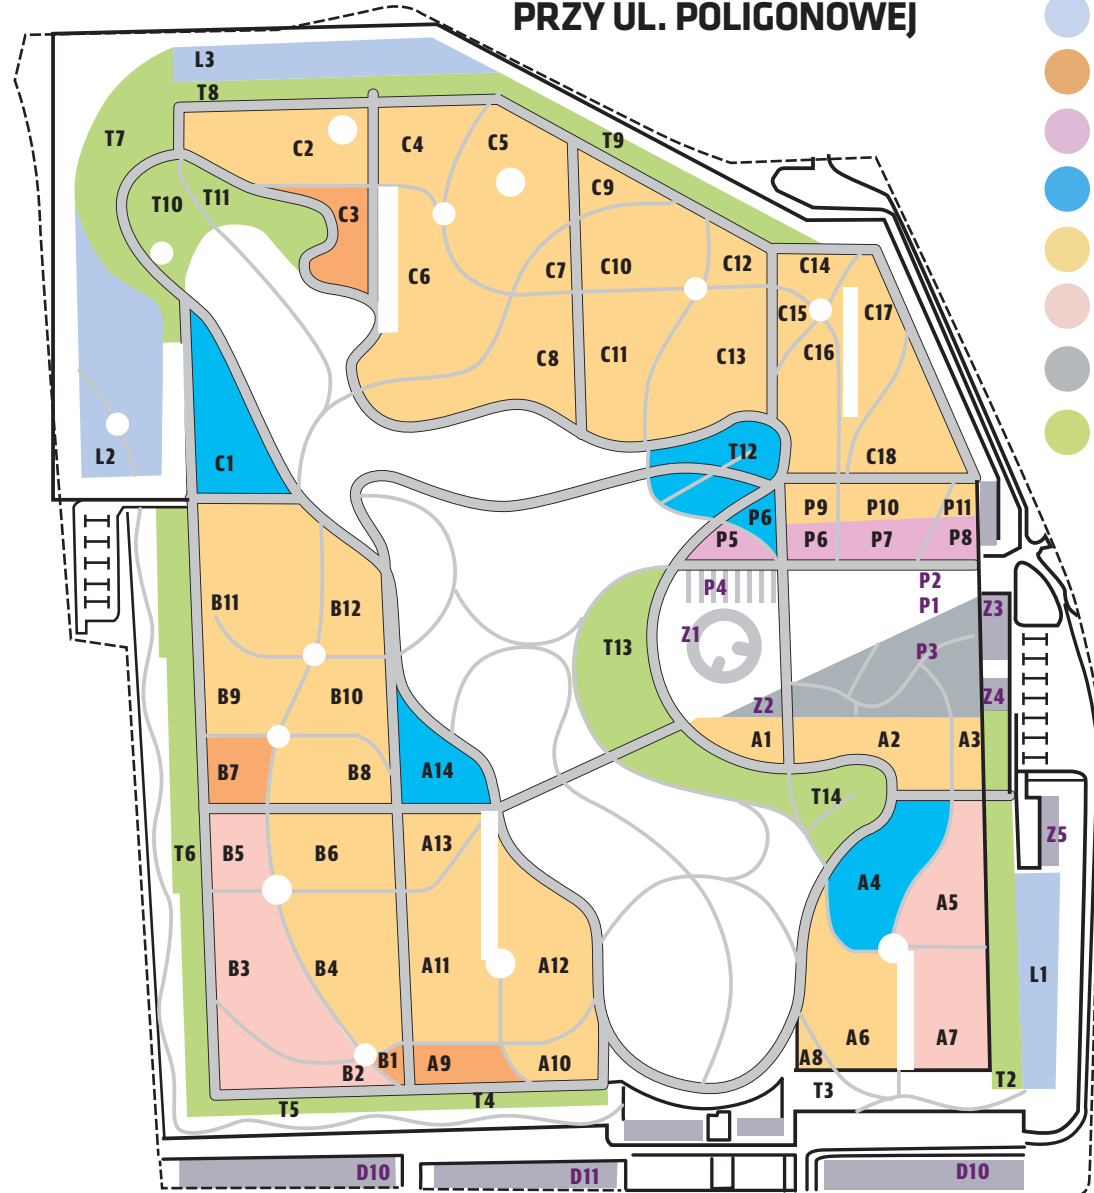 PRZY UL. POLIGONOWEJ
L3
T8
T7
C2
C4
C5
T9
T10
T11
C3
C9
C6
C7
C10
C12
C14
C15
C17
C8
C11
C13
C16
L2
C1
T12
C18
P6
P9
P10
P11
P5
P6
P7
P8
P4
P2
P1
Z3
B11
B12
Z1
T13
P3
B9
B10
Z2
Z4
A1
A2
A3
B7
B8
A14
T14
T6
B5
B6
A13
Z5
A4
A5
B3
B4
A11
A12
L1
A6
A7
B1
B2
A9
A10
A8
T3
T2
T5
T4
D10
D11
D10